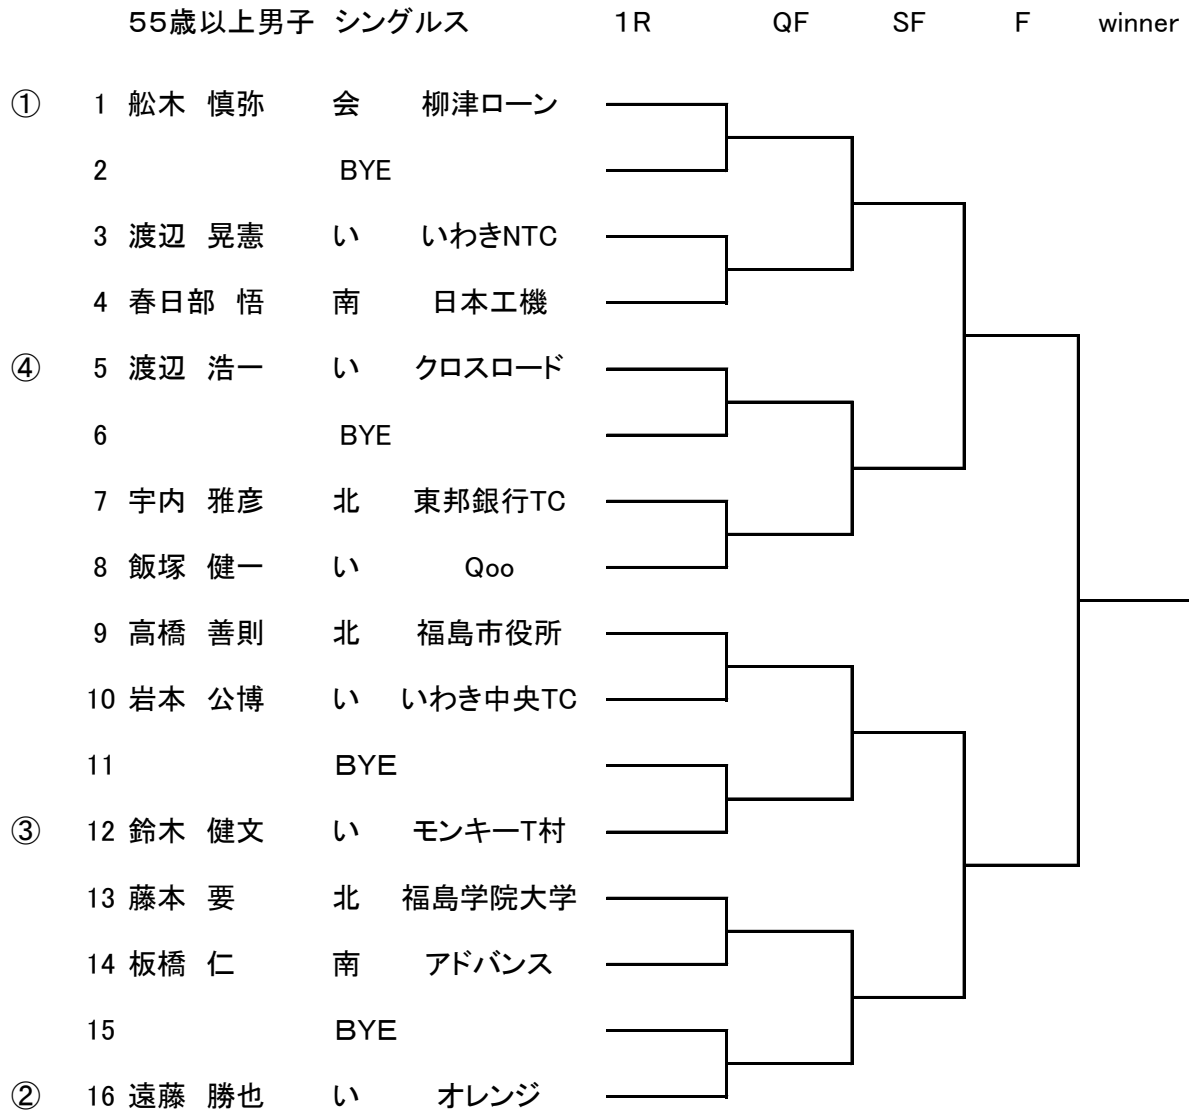 ５５歳以上男子 シングルス 1R QF SF F winner
① 1 舩木 慎弥 会 柳津ローン
2 BYE
3 渡辺 晃憲 い いわきNTC
4 春日部 悟 南 日本工機
④ 5 渡辺 浩一 い クロスロード
6 BYE
7 宇内 雅彦 北 東邦銀行TC
8 飯塚 健一 い Qoo
9 高橋 善則 北 福島市役所
10 岩本 公博 い いわき中央TC
11 BYE
③ 12 鈴木 健文 い モンキーT村
13 藤本 要 北 福島学院大学
14 板橋 仁 南 アドバンス
15 BYE
② 16 遠藤 勝也 い オレンジ